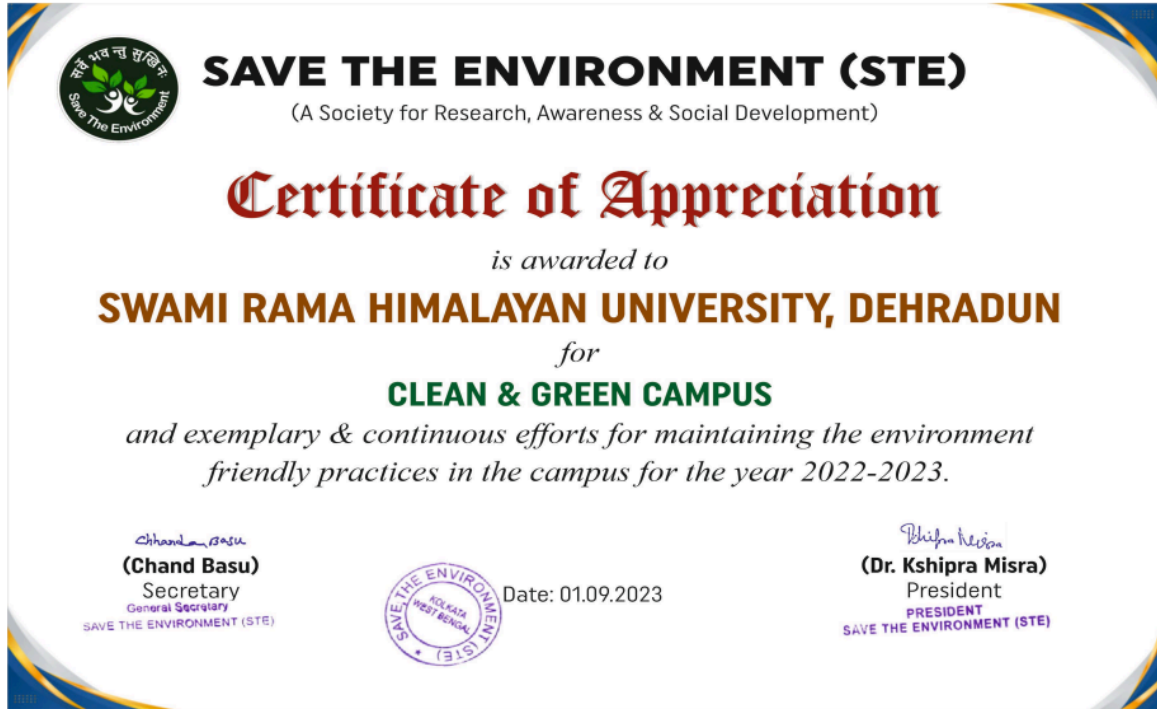 सर्वे भवन्तु सुखिनः
Save The Environment
SAVE THE ENVIRONMENT (STE)
(A Society for Research, Awareness & Social Development)
Certificate of Appreciation
is awarded to
SWAMI RAMA HIMALAYAN UNIVERSITY, DEHRADUN
for
CLEAN & GREEN CAMPUS
and exemplary & continuous efforts for maintaining the environment
friendly practices in the campus for the year 2022-2023.
Chhanda Basu
(Chand Basu)
Secretary
General Secretary
SAVE THE ENVIRONMENT (STE)
SAVE THE ENVIRONMENT (STE)
KOLKATA
WEST BENGAL
Date: 01.09.2023
(Dr. Kshipra Misra)
President
PRESIDENT
SAVE THE ENVIRONMENT (STE)